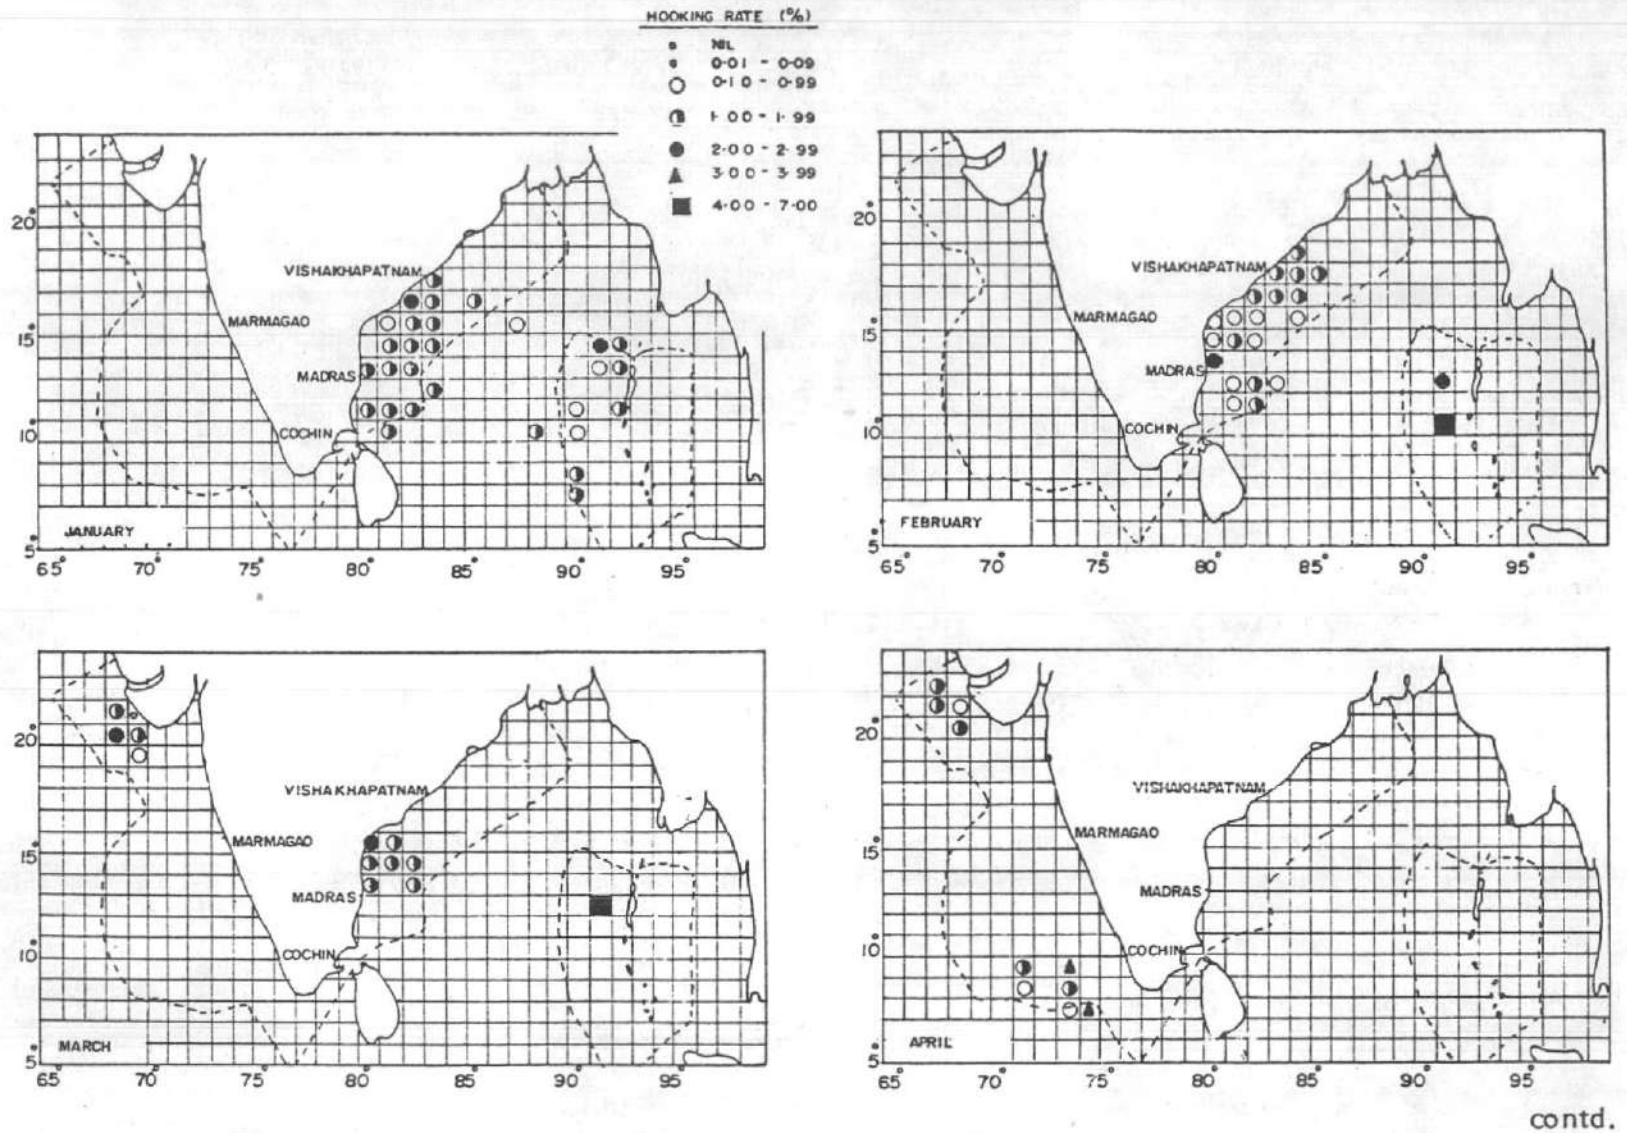 HOOKING RATE (%)
NIL
0·01 - 0·09
0·10 - 0·99
1·00 - 1·99
2·00 - 2·99
3·00 - 3·99
4·00 - 7·00
20°
15°
10°
5°
VISHAKHAPATNAM
MARMAGAO
MADRAS
COCHIN
JANUARY
65° 70° 75° 80° 85° 90° 95°
20°
15°
10°
5°
VISHAKHAPATNAM
MARMAGAO
MADRAS
COCHIN
FEBRUARY
65° 70° 75° 80° 85° 90° 95°
20°
15°
10°
5°
VISHAKHAPATNAM
MARMAGAO
MADRAS
COCHIN
MARCH
65° 70° 75° 80° 85° 90° 95°
20°
15°
10°
5°
VISHAKHAPATNAM
MARMAGAO
MADRAS
COCHIN
APRIL
65° 70° 75° 80° 85° 90° 95°
contd.